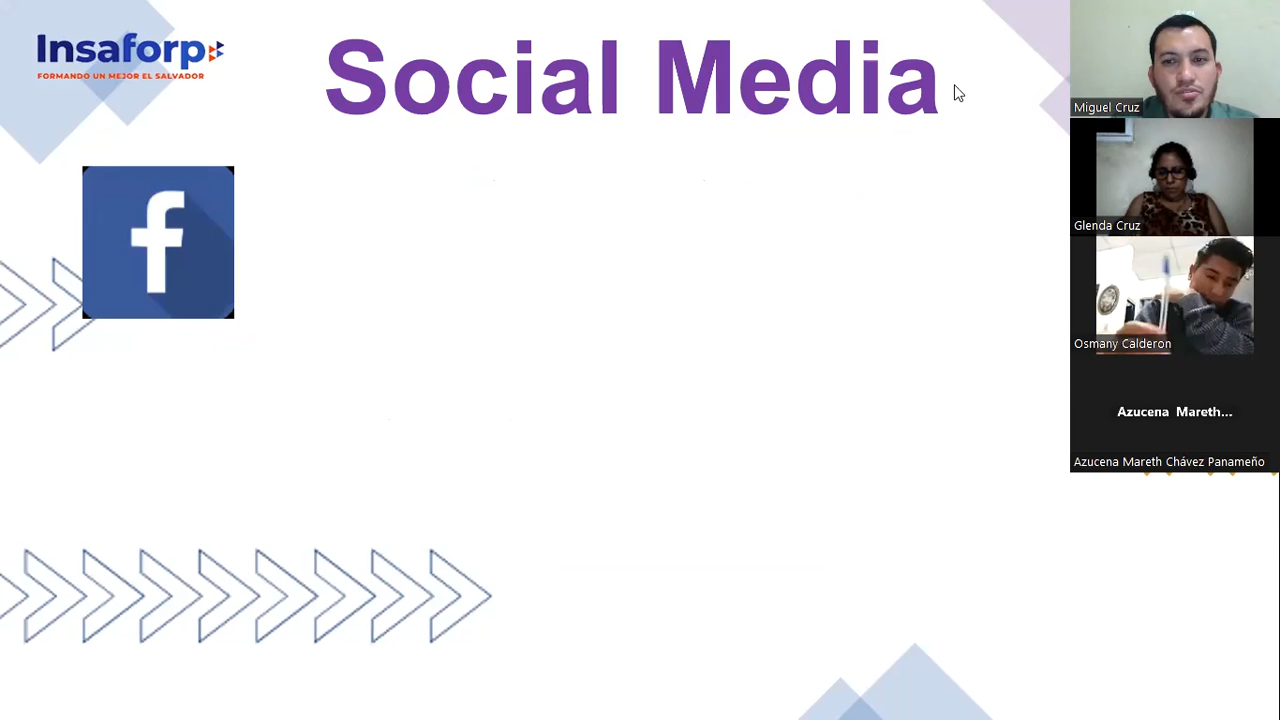 Insaforp
FORMANDO UN MEJOR EL SALVADOR
Social Media
f
Miguel Cruz
Glenda Cruz
Osmany Calderon
Azucena Mareth...
Azucena Mareth Chávez Panameño